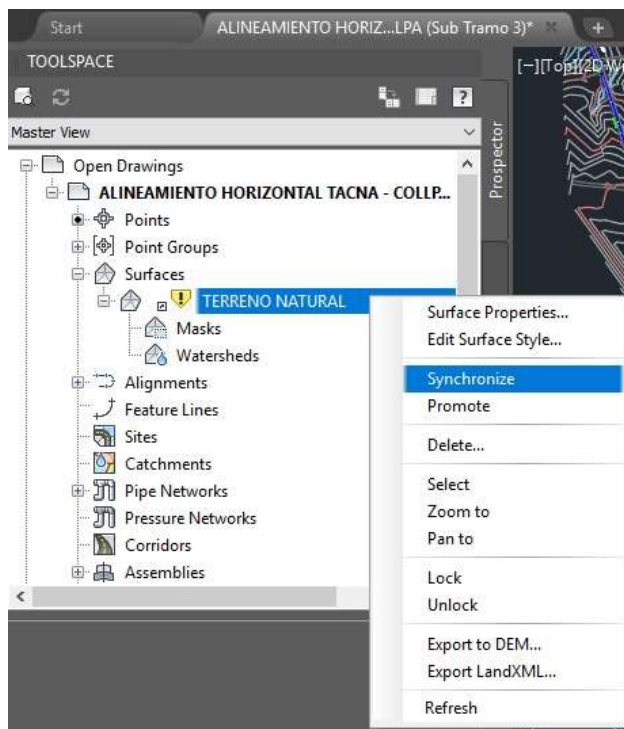 Start
ALINEAMIENTO HORIZ...LPA (Sub Tramo 3)*
TOOLSPACE
[−][Top][2D Wi
?
Master View
Prospector
Open Drawings
ALINEAMIENTO HORIZONTAL TACNA - COLLP...
Points
Point Groups
Surfaces
TERRENO NATURAL
Masks
Watersheds
Alignments
Feature Lines
Sites
Catchments
Pipe Networks
Pressure Networks
Corridors
Assemblies
Surface Properties...
Edit Surface Style...
Synchronize
Promote
Delete...
Select
Zoom to
Pan to
Lock
Unlock
Export to DEM...
Export LandXML...
Refresh